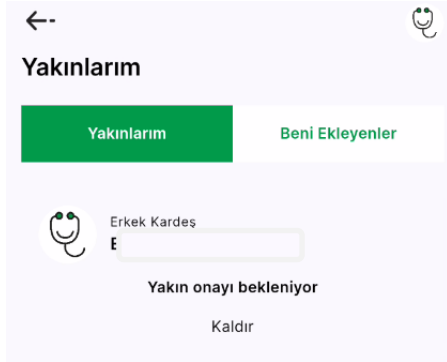 Yakınlarım
Yakınlarım
Beni Ekleyenler
Erkek Kardeş
Yakın onayı bekleniyor
Kaldır